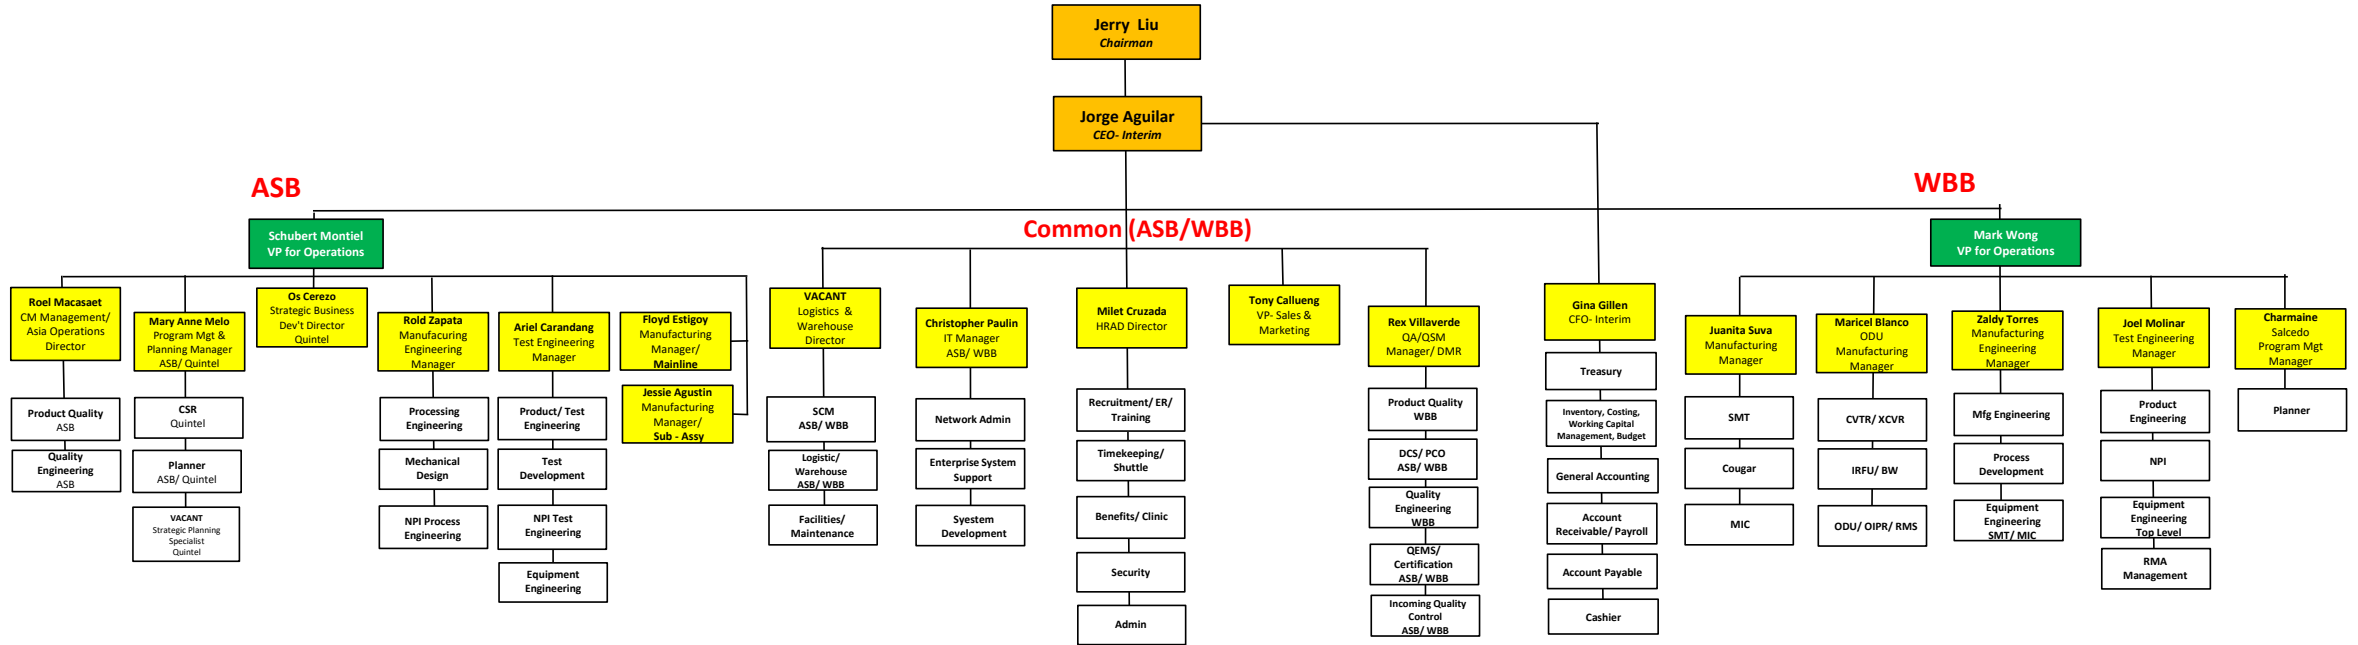 Jerry Liu
Chairman
Jorge Aguilar
CEO- Interim
ASB
WBB
Common (ASB/WBB)
Schubert Montiel
VP for Operations
Mark Wong
VP for Operations
Roel Macasaet
CM Management/
Asia Operations
Director
Product Quality
ASB
Quality
Engineering
ASB
Mary Anne Melo
Program Mgt &
Planning Manager
ASB/ Quintel
CSR
Quintel
Planner
ASB/ Quintel
VACANT
Strategic Planning
Specialist
Quintel
Os Cerezo
Strategic Business
Dev't Director
Quintel
Rold Zapata
Manufacuring
Engineering
Manager
Processing
Engineering
Mechanical
Design
NPI Process
Engineering
Ariel Carandang
Test Engineering
Manager
Product/ Test
Engineering
Test
Development
NPI Test
Engineering
Equipment
Engineering
Floyd Estigoy
Manufacturing
Manager/
Mainline
Jessie Agustin
Manufacturing
Manager/
Sub - Assy
VACANT
Logistics &
Warehouse
Director
SCM
ASB/ WBB
Logistic/
Warehouse
ASB/ WBB
Facilities/
Maintenance
Christopher Paulin
IT Manager
ASB/ WBB
Network Admin
Enterprise System
Support
Syestem
Development
Milet Cruzada
HRAD Director
Recruitment/ ER/
Training
Timekeeping/
Shuttle
Benefits/ Clinic
Security
Admin
Tony Callueng
VP- Sales &
Marketing
Rex Villaverde
QA/QSM
Manager/ DMR
Product Quality
WBB
DCS/ PCO
ASB/ WBB
Quality
Engineering
WBB
QEMS/
Certification
ASB/ WBB
Incoming Quality
Control
ASB/ WBB
Gina Gillen
CFO- Interim
Treasury
Inventory, Costing,
Working Capital
Management, Budget
General Accounting
Account
Receivable/ Payroll
Account Payable
Cashier
Juanita Suva
Manufacturing
Manager
SMT
Cougar
MIC
Maricel Blanco
ODU
Manufacturing
Manager
CVTR/ XCVR
IRFU/ BW
ODU/ OIPR/ RMS
Zaldy Torres
Manufacturing
Engineering
Manager
Mfg Engineering
Process
Development
Equipment
Engineering
SMT/ MIC
Joel Molinar
Test Engineering
Manager
Product
Engineering
NPI
Equipment
Engineering
Top Level
RMA
Management
Charmaine
Salcedo
Program Mgt
Manager
Planner